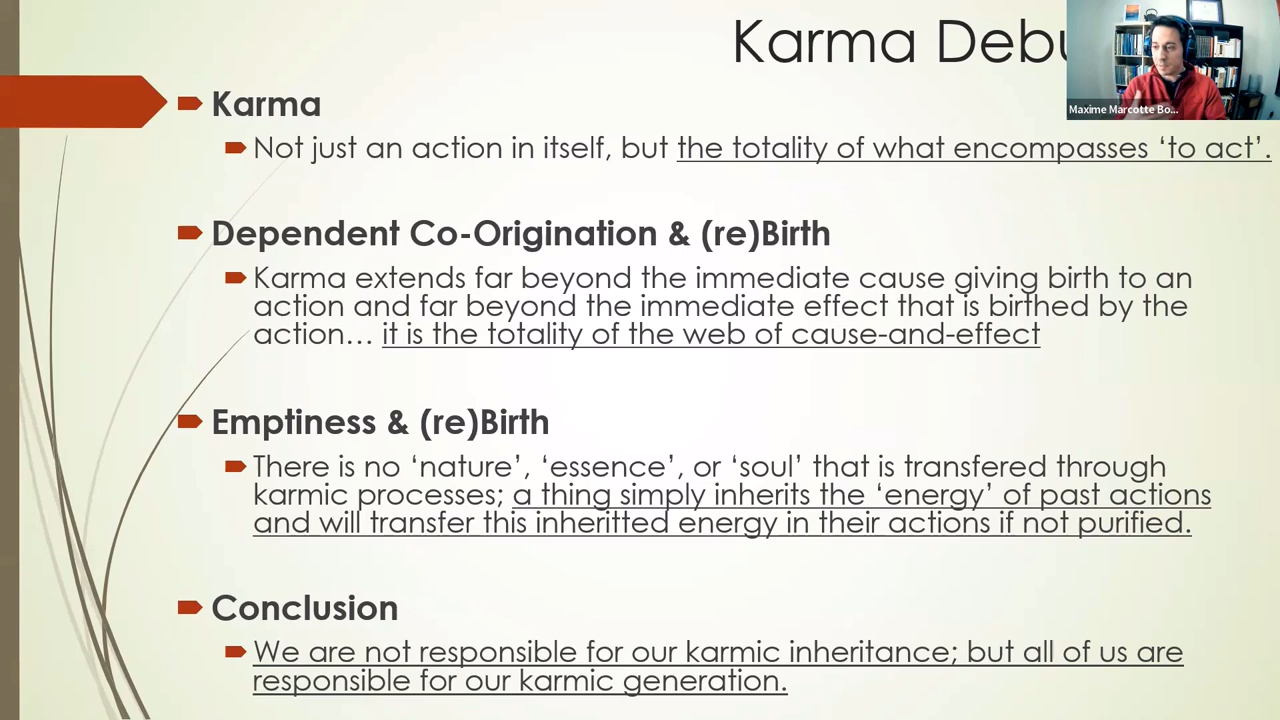 Karma Debu
Maxime Marcotte Bo...
Karma
Not just an action in itself, but the totality of what encompasses ‘to act’.
Dependent Co-Origination & (re)Birth
Karma extends far beyond the immediate cause giving birth to an
action and far beyond the immediate effect that is birthed by the
action… it is the totality of the web of cause-and-effect
Emptiness & (re)Birth
There is no ‘nature’, ‘essence’, or ‘soul’ that is transfered through
karmic processes; a thing simply inherits the ‘energy’ of past actions
and will transfer this inheritted energy in their actions if not purified.
Conclusion
We are not responsible for our karmic inheritance; but all of us are
responsible for our karmic generation.